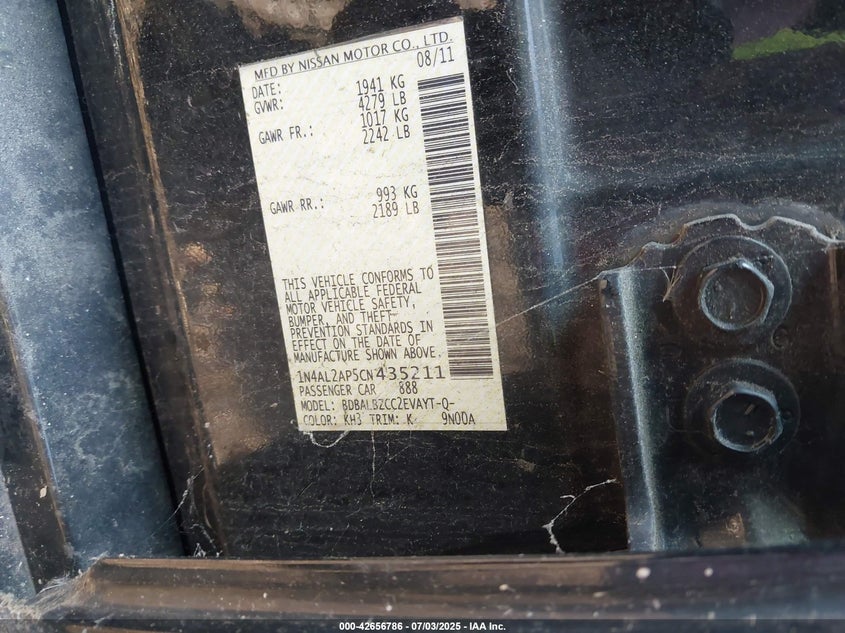 MFD BY NISSAN MOTOR CO., LTD.
DATE: 08/11
GVWR: 1941 KG
4279 LB
GAWR FR.: 1017 KG
2242 LB
GAWR RR.: 993 KG
2189 LB
THIS VEHICLE CONFORMS TO
ALL APPLICABLE FEDERAL
MOTOR VEHICLE SAFETY,
BUMPER, AND THEFT
PREVENTION STANDARDS IN
EFFECT ON THE DATE OF
MANUFACTURE SHOWN ABOVE.
1N4AL2AP5CN435211
PASSENGER CAR 888
MODEL: BDBALBZCC2EVAYT-Q-
COLOR: KH3 TRIM: K 9N00A
000-42656786 - 07/03/2025 - IAA Inc.